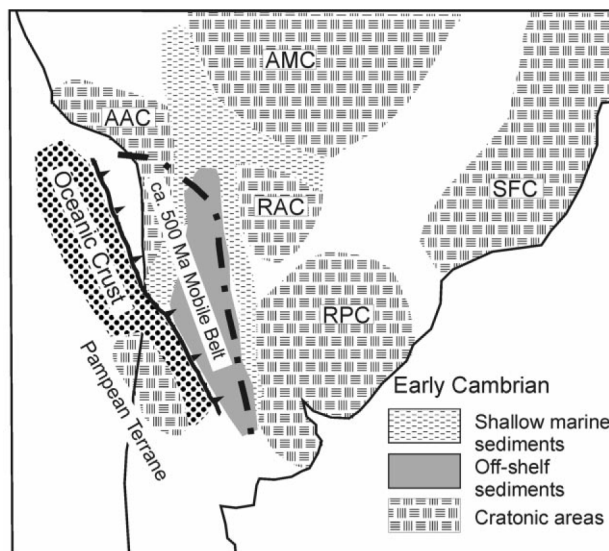 AMC
AAC
SFC
RAC
Oceanic Crust
ca. 500 Ma Mobile Belt
RPC
Pampean Terrane
Early Cambrian
Shallow marine
sediments
Off-shelf
sediments
Cratonic areas